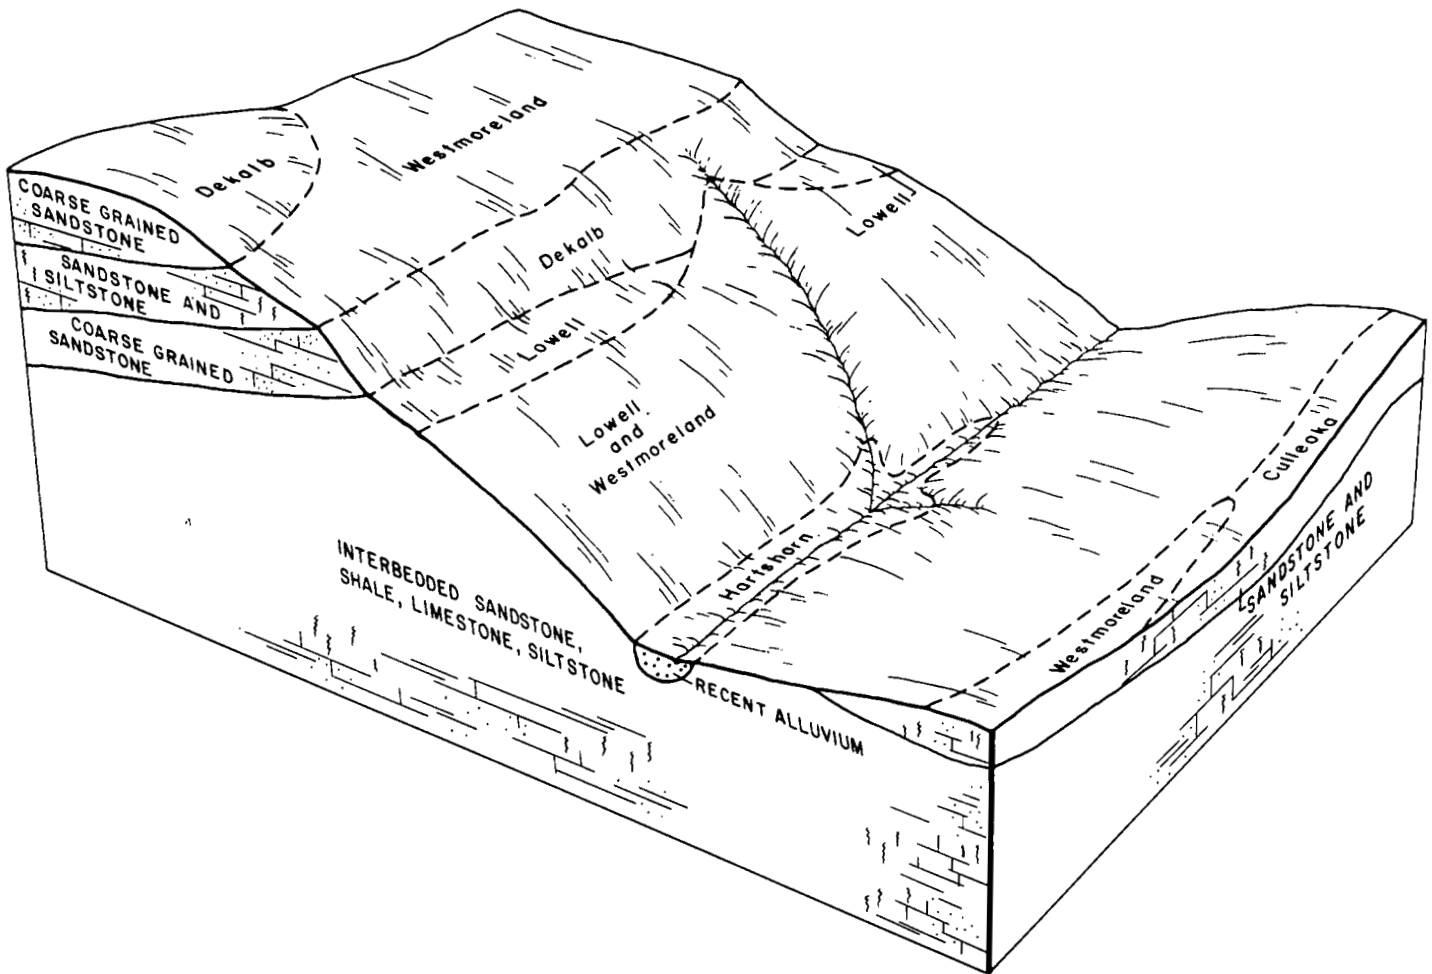 Westmoreland
Dekalb
COARSE GRAINED
SANDSTONE
SANDSTONE AND
SILTSTONE
COARSE GRAINED
SANDSTONE
Dekalb
Lowell
Lowell
Lowell
and
Westmoreland
Culleoka
Hartshorn
Westmoreland
SANDSTONE AND
SILTSTONE
INTERBEDDED SANDSTONE,
SHALE, LIMESTONE, SILTSTONE
RECENT ALLUVIUM